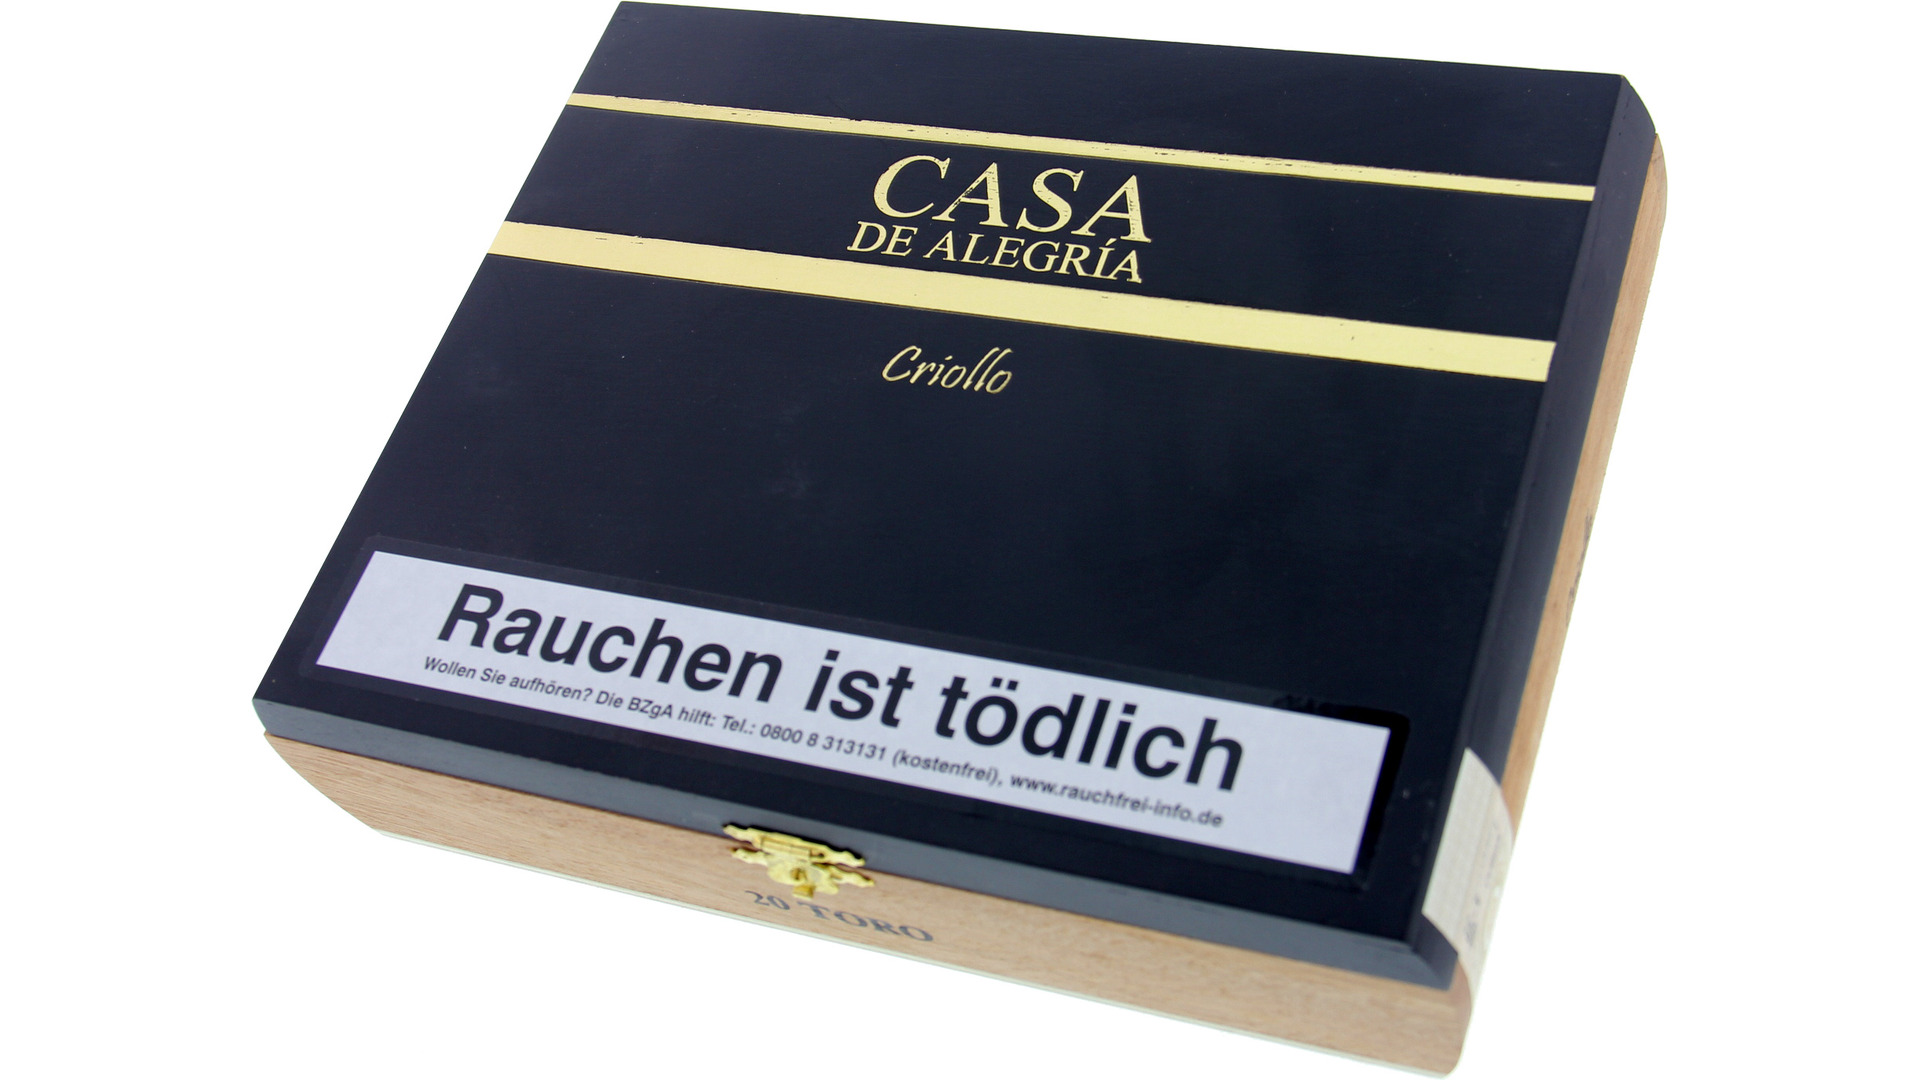 CASA
DE ALEGRÍA
Criollo
Rauchen ist tödlich
Wollen Sie aufhören? Die BZgA hilft: Tel.: 0800 8 313131 (kostenfrei), www.rauchfrei-info.de
20 TORO